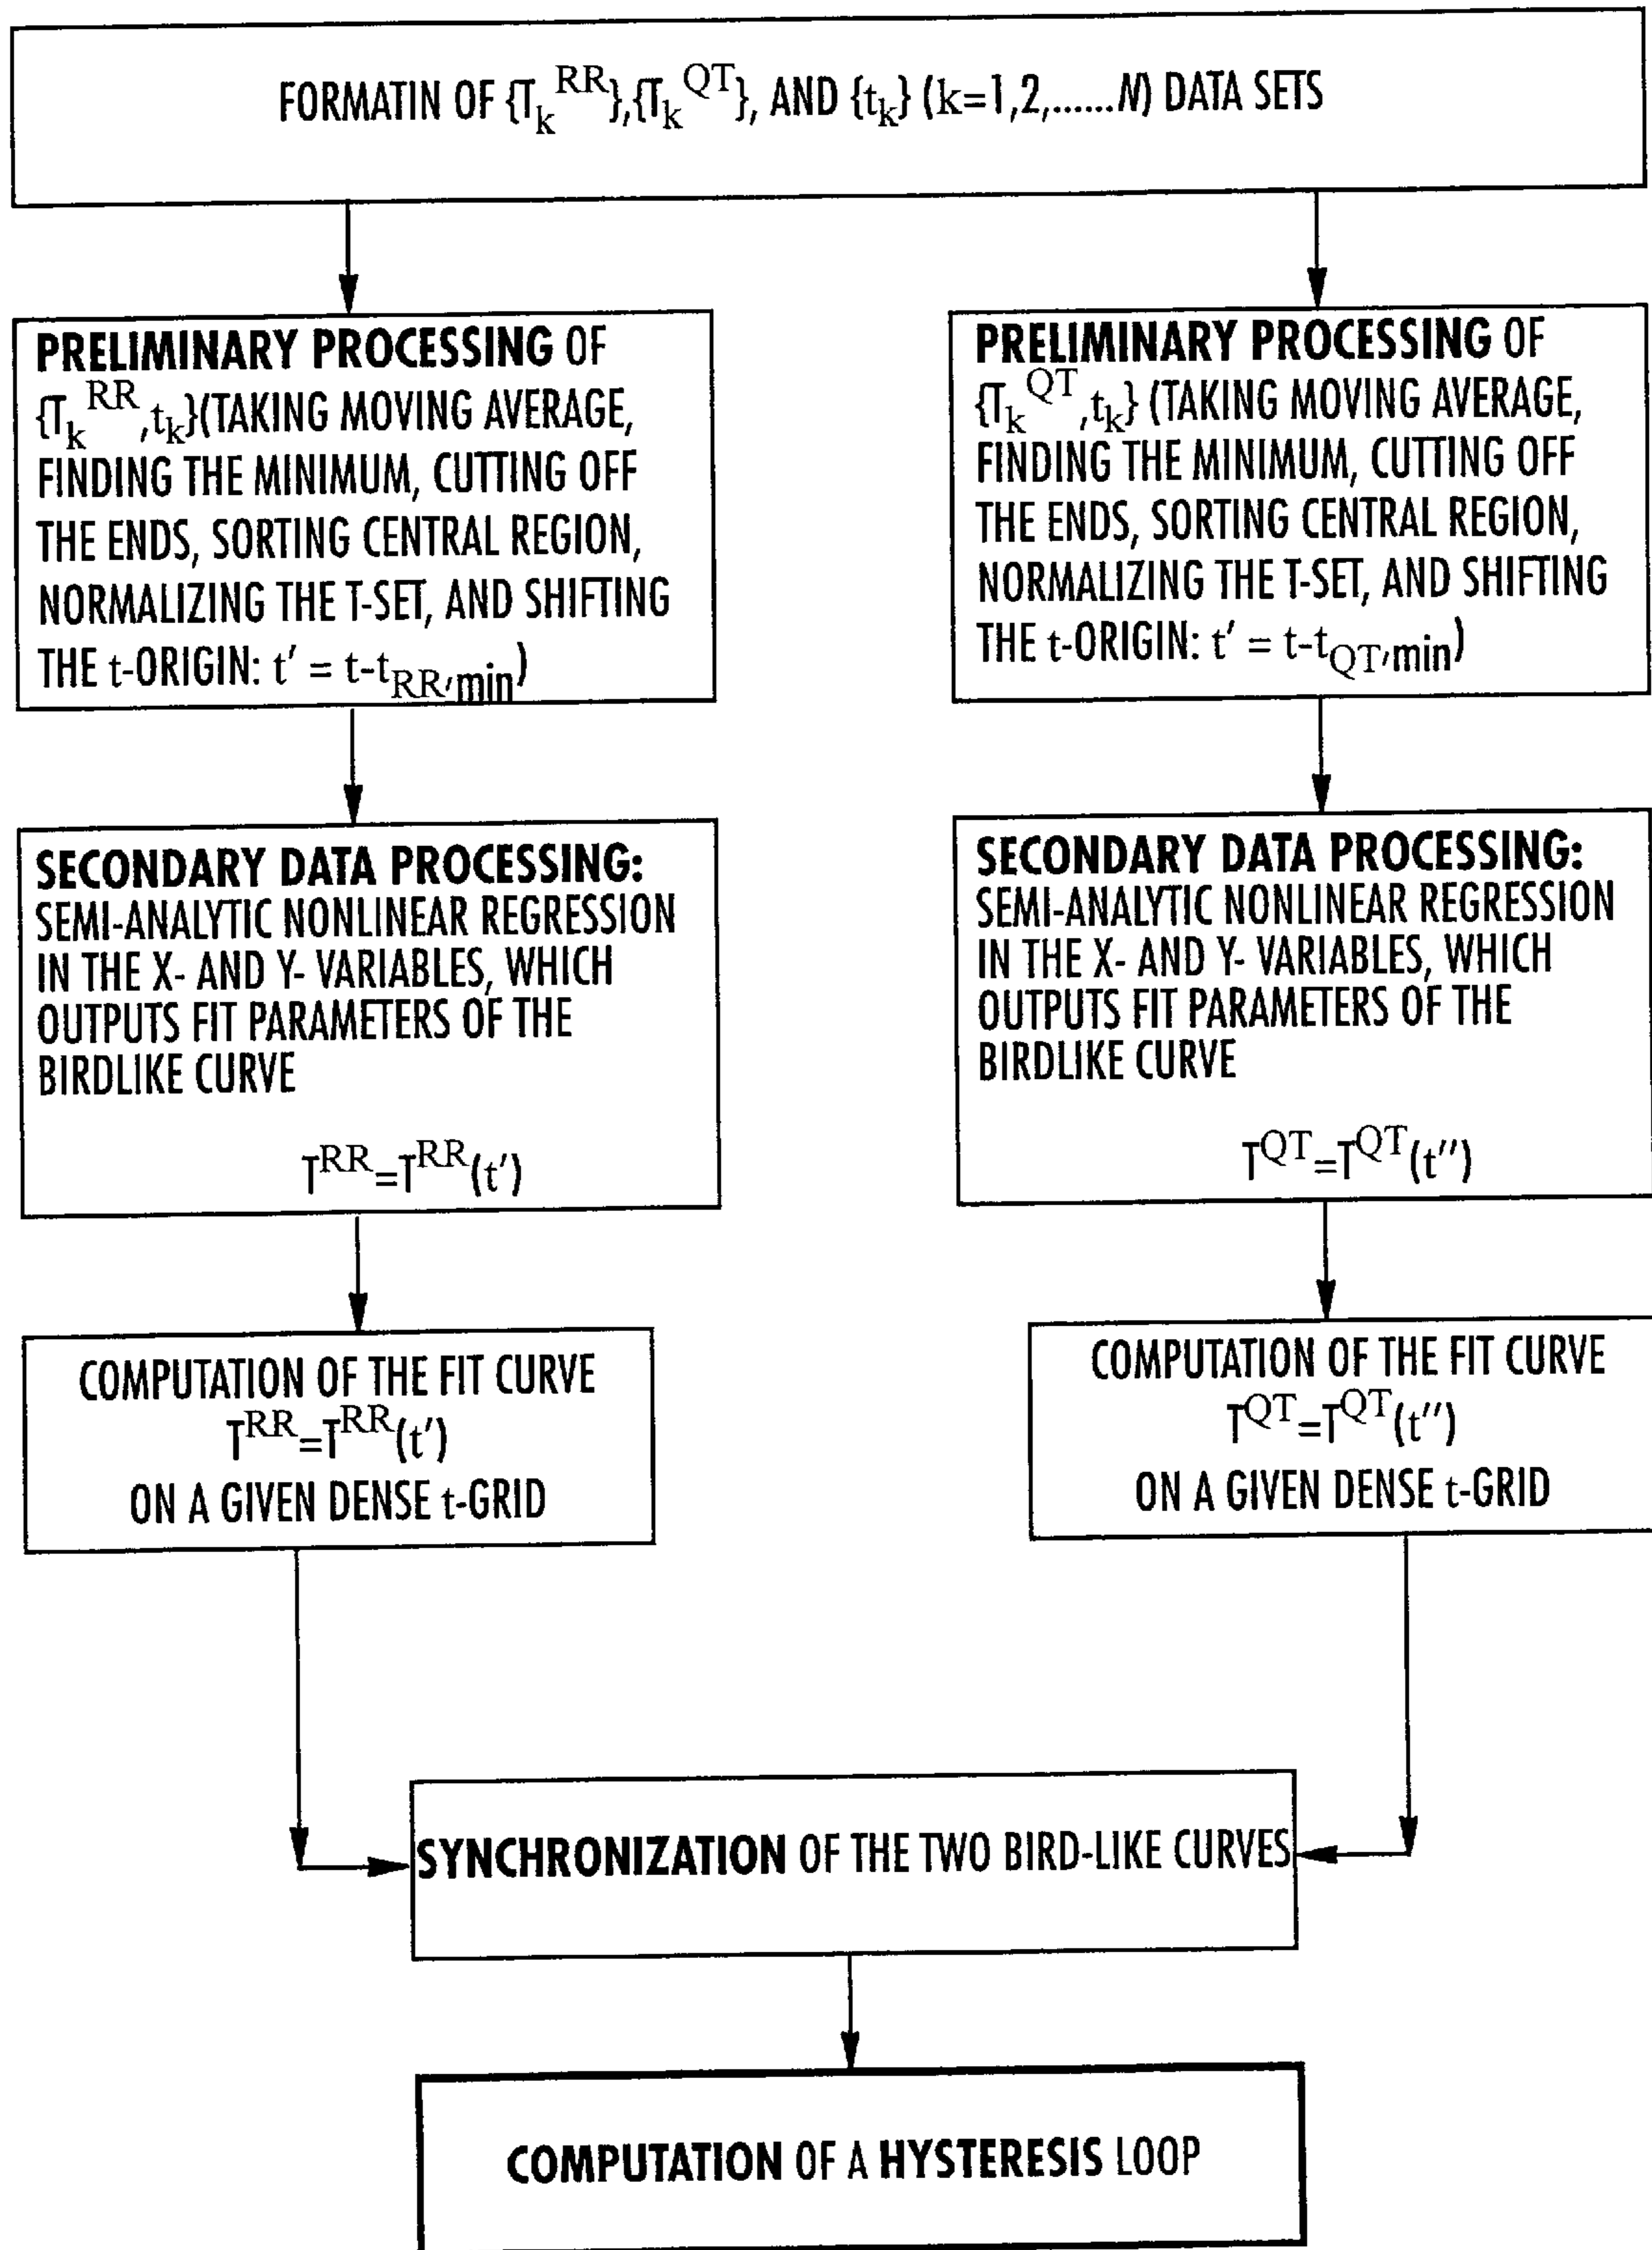 FORMATIN OF {T_k^RR},{T_k^QT}, AND {t_k} (k=1,2,......N) DATA SETS
PRELIMINARY PROCESSING OF
{T_k^RR,t_k}(TAKING MOVING AVERAGE,
FINDING THE MINIMUM, CUTTING OFF
THE ENDS, SORTING CENTRAL REGION,
NORMALIZING THE T-SET, AND SHIFTING
THE t-ORIGIN: t' = t-t_RR,min)
PRELIMINARY PROCESSING OF
{T_k^QT,t_k} (TAKING MOVING AVERAGE,
FINDING THE MINIMUM, CUTTING OFF
THE ENDS, SORTING CENTRAL REGION,
NORMALIZING THE T-SET, AND SHIFTING
THE t-ORIGIN: t' = t-t_QT,min)
SECONDARY DATA PROCESSING:
SEMI-ANALYTIC NONLINEAR REGRESSION
IN THE X- AND Y- VARIABLES, WHICH
OUTPUTS FIT PARAMETERS OF THE
BIRDLIKE CURVE
T^RR=T^RR(t')
SECONDARY DATA PROCESSING:
SEMI-ANALYTIC NONLINEAR REGRESSION
IN THE X- AND Y- VARIABLES, WHICH
OUTPUTS FIT PARAMETERS OF THE
BIRDLIKE CURVE
T^QT=T^QT(t'')
COMPUTATION OF THE FIT CURVE
T^RR=T^RR(t')
ON A GIVEN DENSE t-GRID
COMPUTATION OF THE FIT CURVE
T^QT=T^QT(t'')
ON A GIVEN DENSE t-GRID
SYNCHRONIZATION OF THE TWO BIRD-LIKE CURVES
COMPUTATION OF A HYSTERESIS LOOP